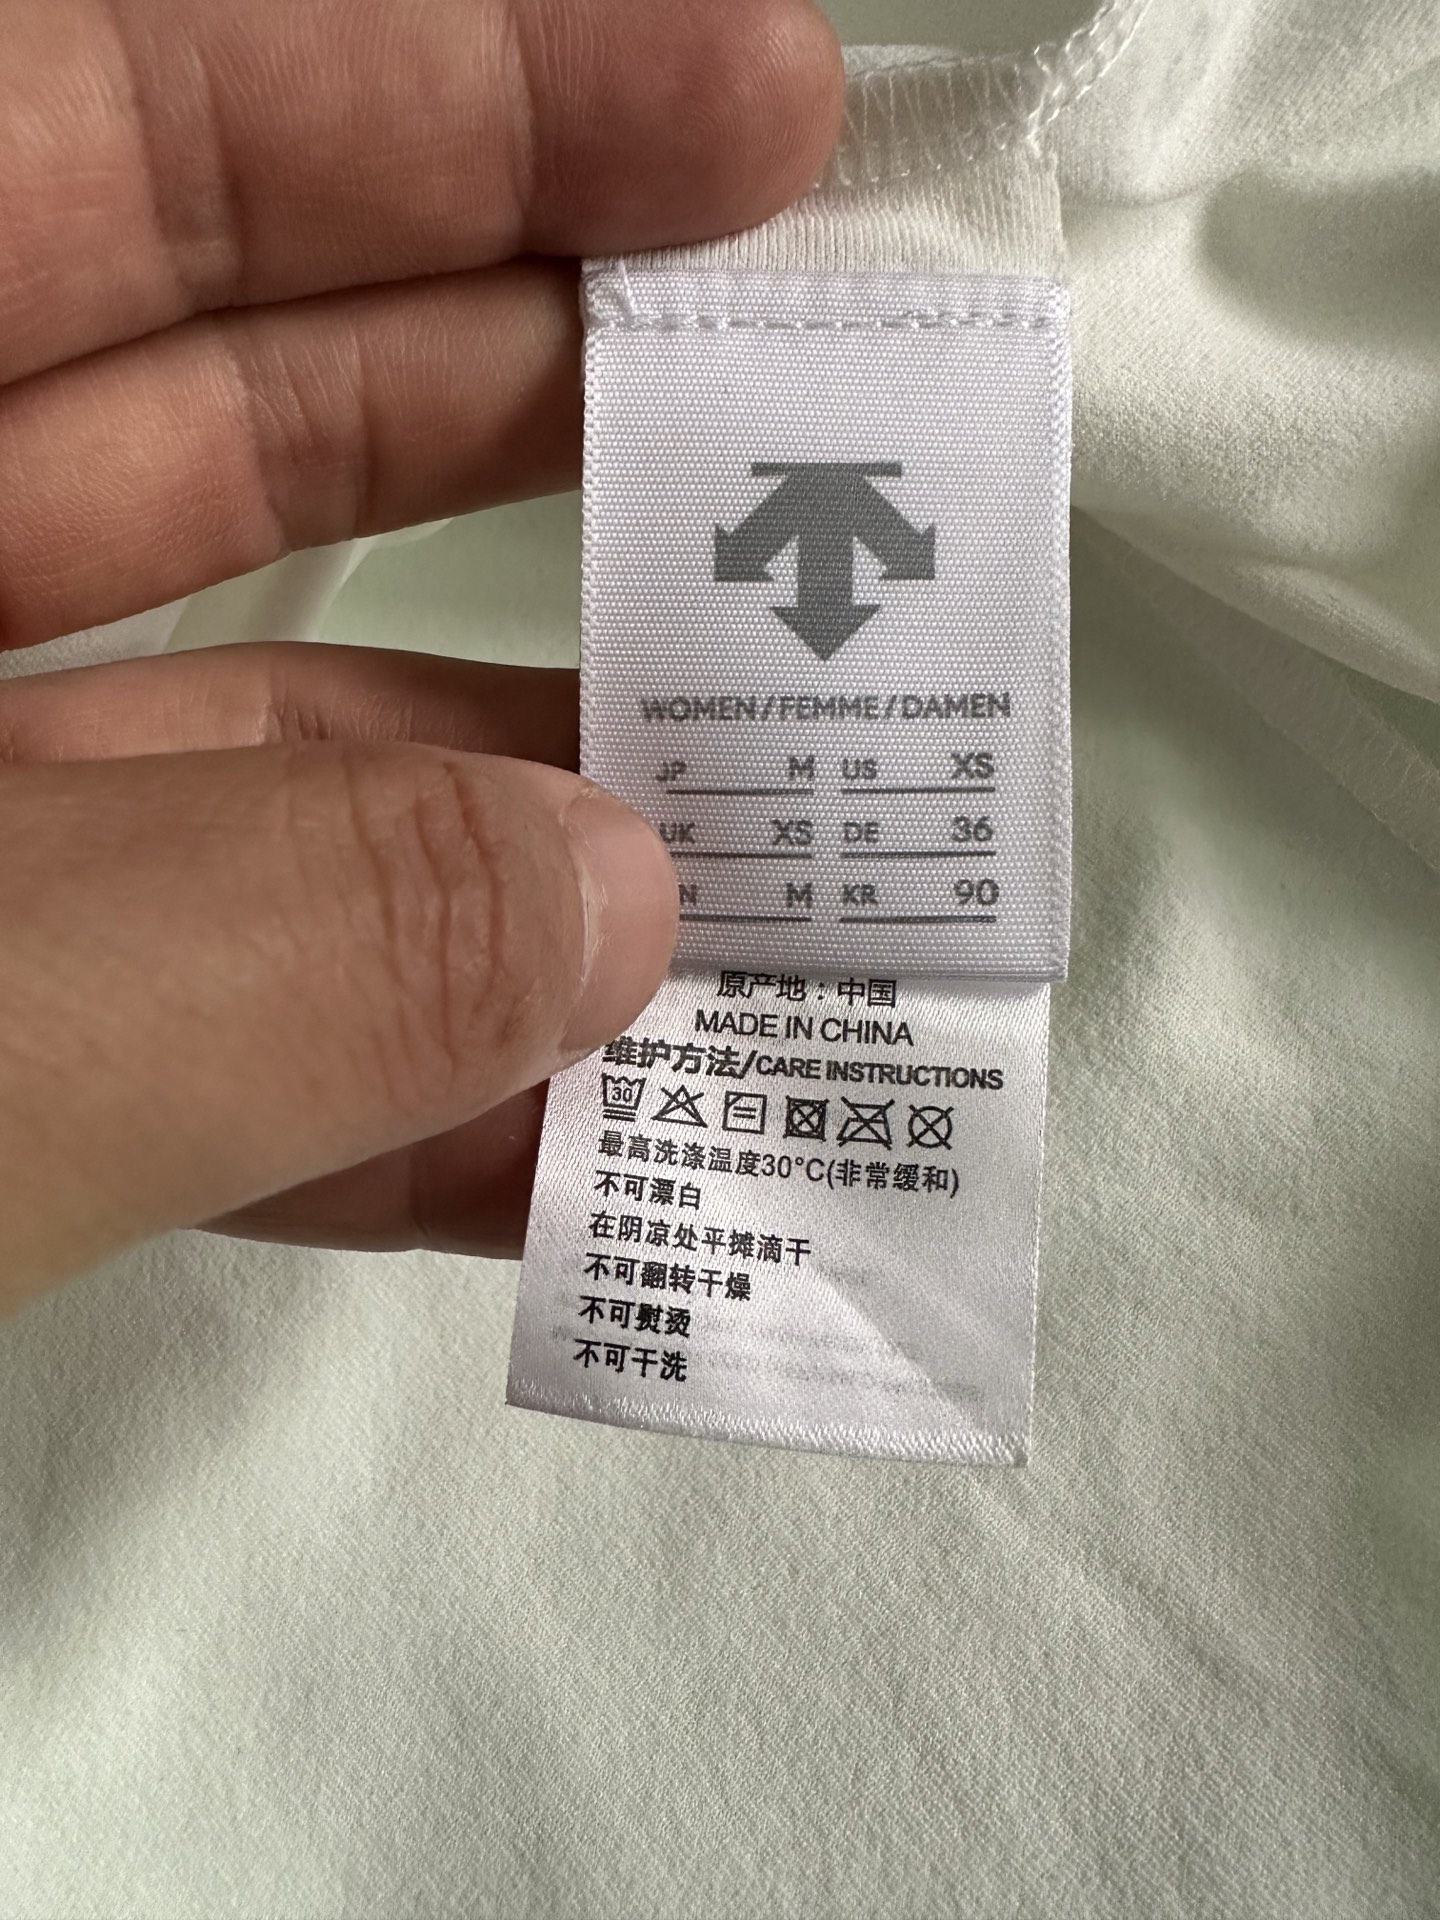 WOMEN/FEMME/DAMEN
JP M US XS
UK XS DE 36
N M KR 90
原产地：中国
MADE IN CHINA
维护方法/CARE INSTRUCTIONS
30
最高洗涤温度30°C(非常缓和)
不可漂白
在阴凉处平摊滴干
不可翻转干燥
不可熨烫
不可干洗